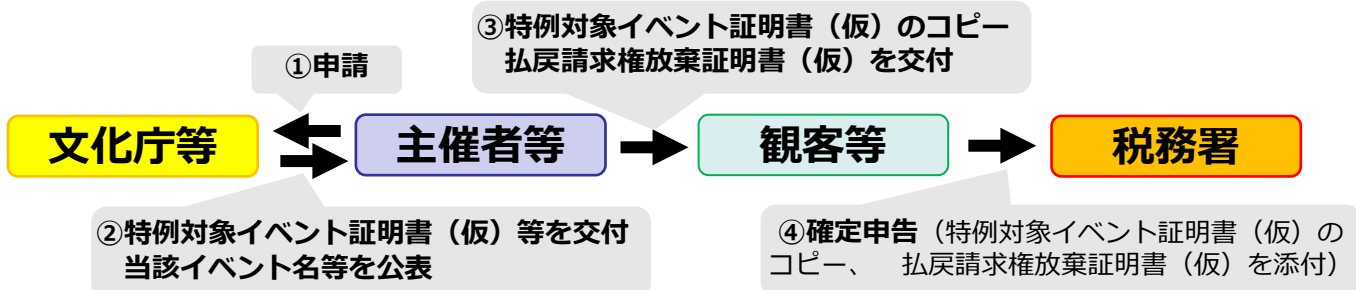 ③特例対象イベント証明書（仮）のコピー
払戻請求権放棄証明書（仮）を交付
①申請
文化庁等
主催者等
観客等
税務署
②特例対象イベント証明書（仮）等を交付
当該イベント名等を公表
④確定申告（特例対象イベント証明書（仮）の
コピー、　払戻請求権放棄証明書（仮）を添付）